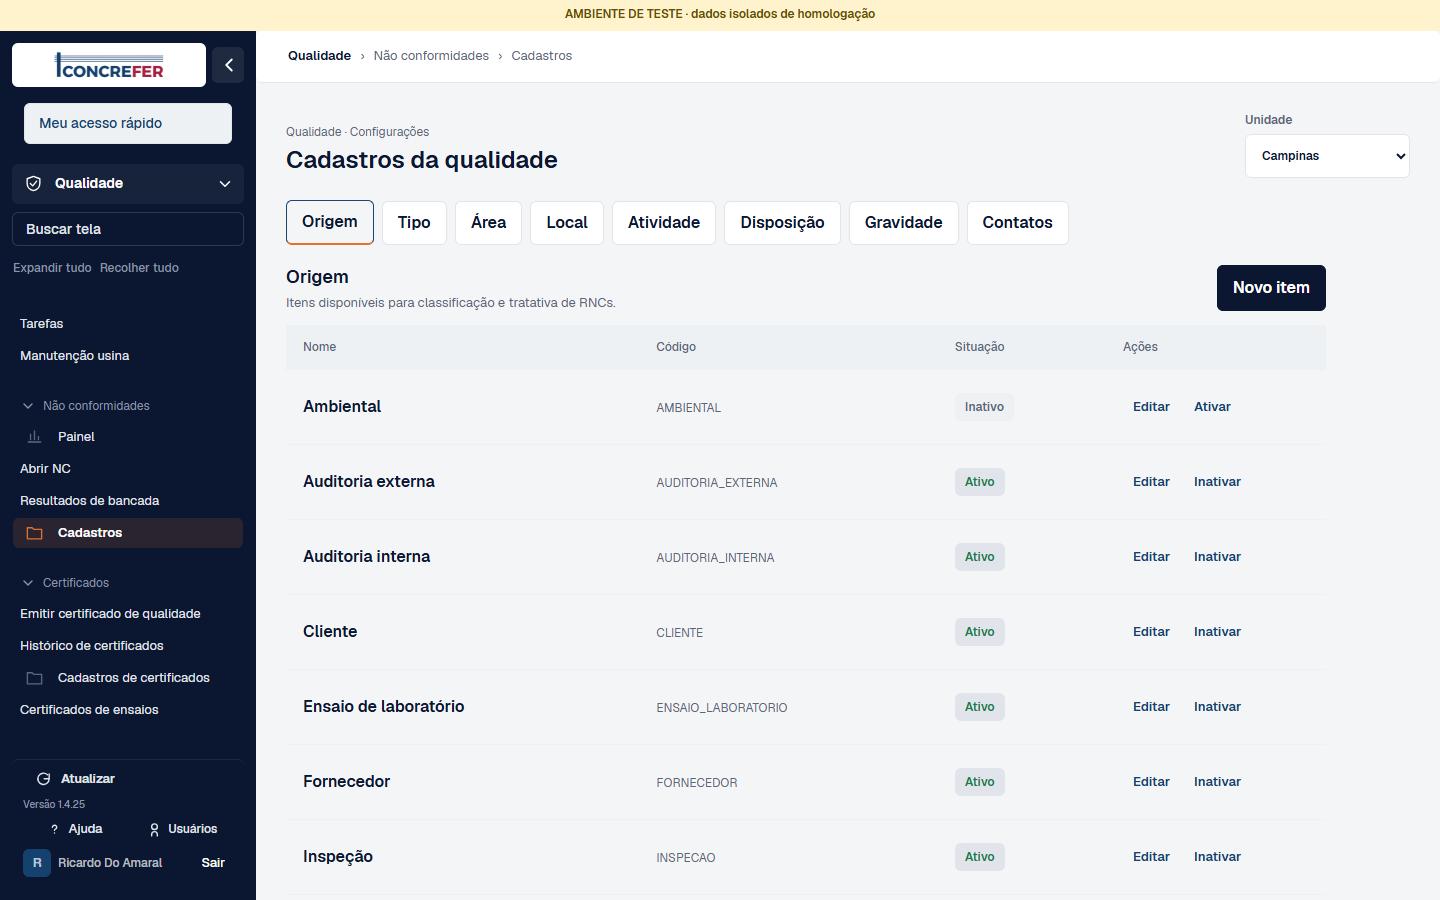 AMBIENTE DE TESTE · dados isolados de homologação
CONCREFER
Meu acesso rápido
Qualidade
Buscar tela
Expandir tudo Recolher tudo
Tarefas
Manutenção usina
Não conformidades
Painel
Abrir NC
Resultados de bancada
Cadastros
Certificados
Emitir certificado de qualidade
Histórico de certificados
Cadastros de certificados
Certificados de ensaios
Atualizar
Versão 1.4.25
? Ajuda Usuários
R Ricardo Do Amaral Sair
Qualidade › Não conformidades › Cadastros
Qualidade · Configurações
Cadastros da qualidade
Unidade
Campinas
Origem Tipo Área Local Atividade Disposição Gravidade Contatos
Origem
Itens disponíveis para classificação e tratativa de RNCs.
Novo item
Nome Código Situação Ações
Ambiental AMBIENTAL Inativo Editar Ativar
Auditoria externa AUDITORIA_EXTERNA Ativo Editar Inativar
Auditoria interna AUDITORIA_INTERNA Ativo Editar Inativar
Cliente CLIENTE Ativo Editar Inativar
Ensaio de laboratório ENSAIO_LABORATORIO Ativo Editar Inativar
Fornecedor FORNECEDOR Ativo Editar Inativar
Inspeção INSPECAO Ativo Editar Inativar